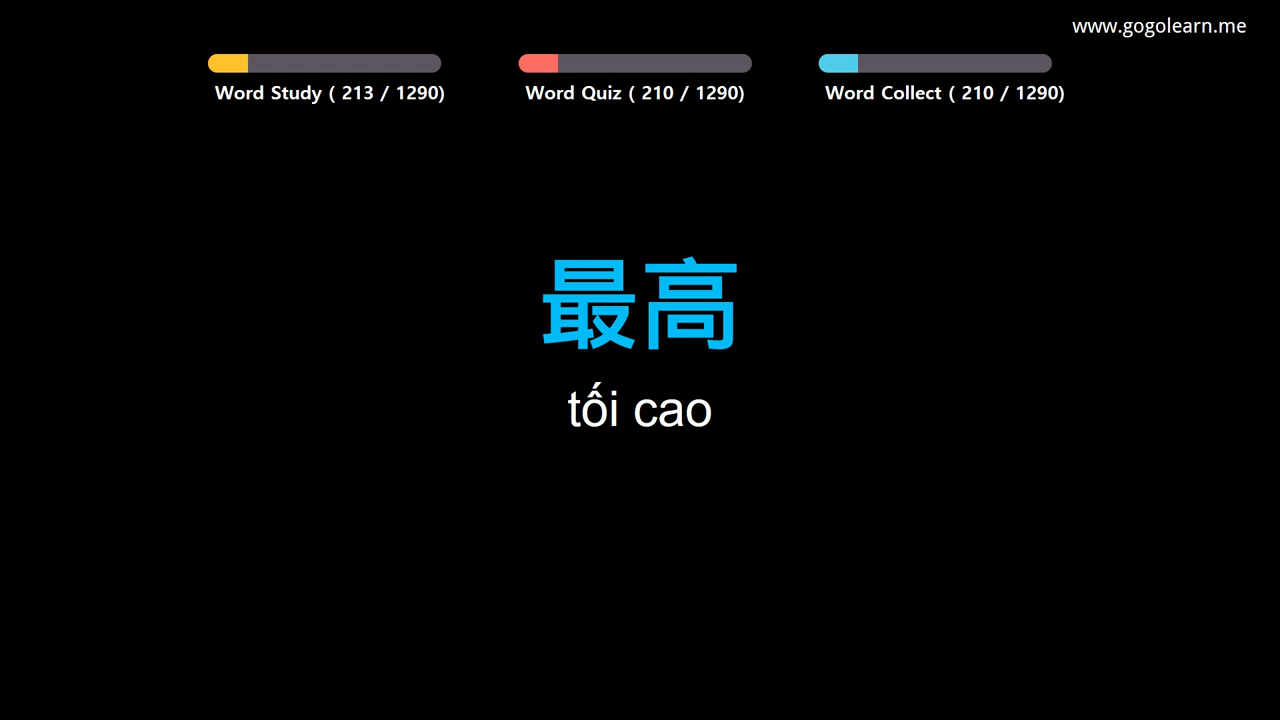 www.gogolearn.me
Word Study ( 213 / 1290)
Word Quiz ( 210 / 1290)
Word Collect ( 210 / 1290)
最高
tối cao